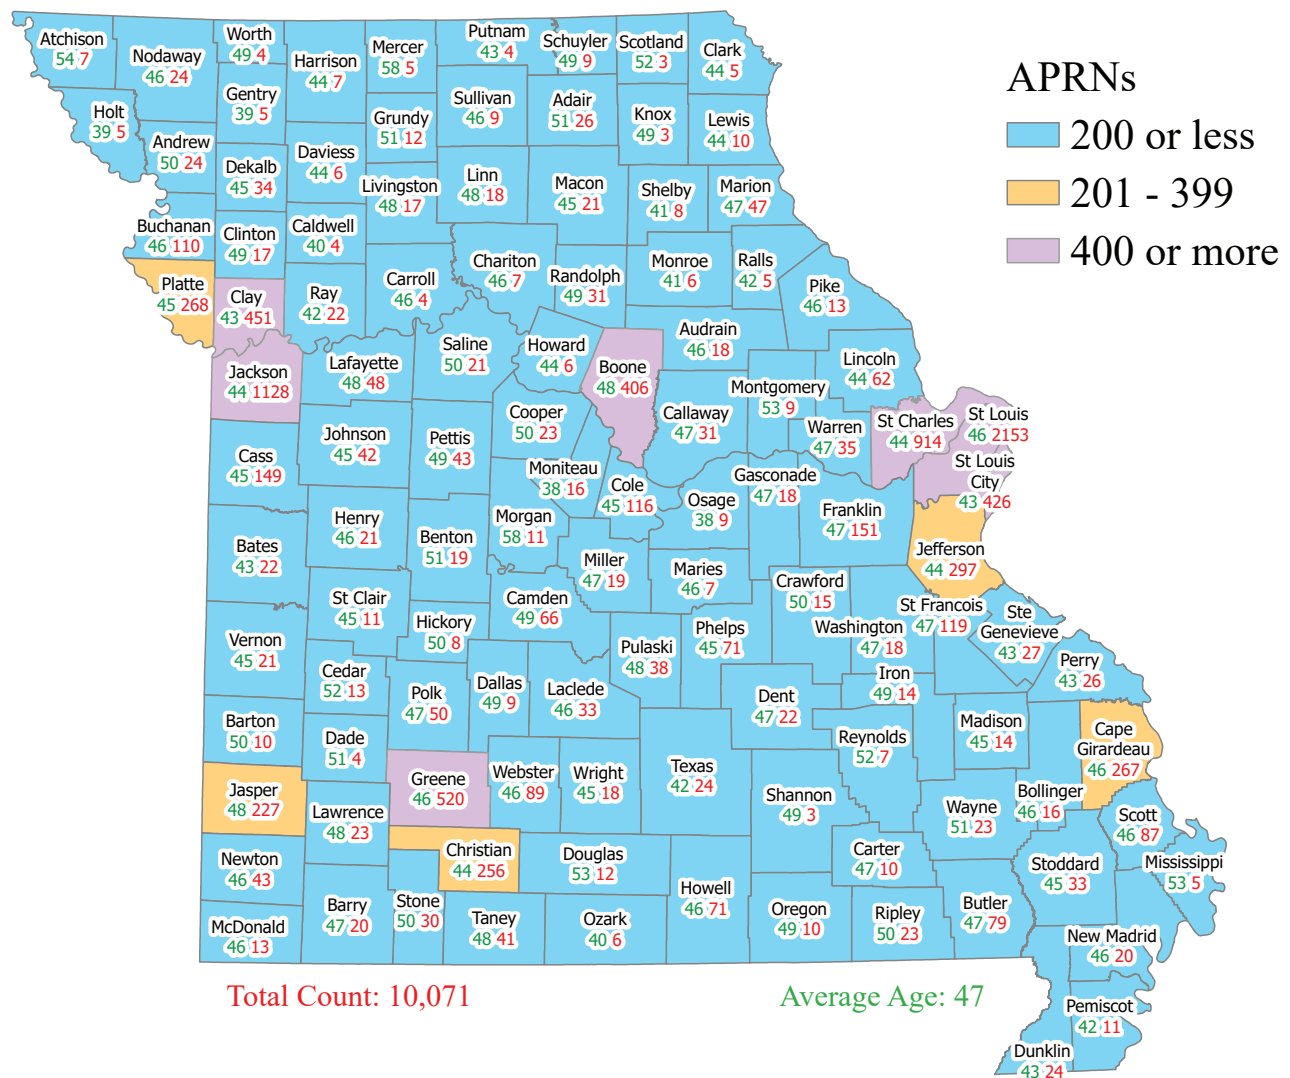 Atchison
54 7
Nodaway
46 24
Worth
49 4
Harrison
44 7
Mercer
58 5
Putnam
43 4
Schuyler
49 9
Scotland
52 3
Clark
44 5
APRNs
200 or less
201 - 399
400 or more
Holt
39 5
Gentry
39 5
Grundy
51 12
Sullivan
46 9
Adair
51 26
Knox
49 3
Lewis
44 10
Andrew
50 24
Dekalb
45 34
Daviess
44 6
Livingston
48 17
Linn
48 18
Macon
45 21
Shelby
41 8
Marion
47 47
Buchanan
46 110
Clinton
49 17
Caldwell
40 4
Platte
45 268
Clay
43 451
Ray
42 22
Carroll
46 4
Chariton
46 7
Randolph
49 31
Monroe
41 6
Ralls
42 5
Pike
46 13
Jackson
44 1128
Lafayette
48 48
Saline
50 21
Howard
44 6
Boone
48 406
Audrain
46 18
Lincoln
44 62
Montgomery
53 9
Cooper
50 23
Callaway
47 31
Warren
47 35
St Charles
44 914
St Louis
46 2153
St Louis
City
43 426
Cass
45 149
Johnson
45 42
Pettis
49 43
Moniteau
38 16
Cole
45 116
Osage
38 9
Gasconade
47 18
Franklin
47 151
Jefferson
44 297
Bates
43 22
Henry
46 21
Benton
51 19
Morgan
58 11
Miller
47 19
Maries
46 7
Crawford
50 15
St Clair
45 11
Hickory
50 8
Camden
49 66
Pulaski
48 38
Phelps
45 71
Washington
47 18
St Francois
47 119
Ste
Genevieve
43 27
Perry
43 26
Vernon
45 21
Cedar
52 13
Polk
47 50
Dallas
49 9
Laclede
46 33
Dent
47 22
Iron
49 14
Reynolds
52 7
Madison
45 14
Cape
Girardeau
46 267
Barton
50 10
Dade
51 4
Greene
46 520
Webster
46 89
Wright
45 18
Texas
42 24
Shannon
49 3
Wayne
51 23
Bollinger
46 16
Scott
46 87
Jasper
48 227
Lawrence
48 23
Christian
44 256
Douglas
53 12
Carter
47 10
Stoddard
45 33
Mississippi
53 5
Newton
46 43
Howell
46 71
McDonald
46 13
Barry
47 20
Stone
50 30
Taney
48 41
Ozark
40 6
Oregon
49 10
Ripley
50 23
Butler
47 79
New Madrid
46 20
Total Count: 10,071
Average Age: 47
Pemiscot
42 11
Dunklin
43 24